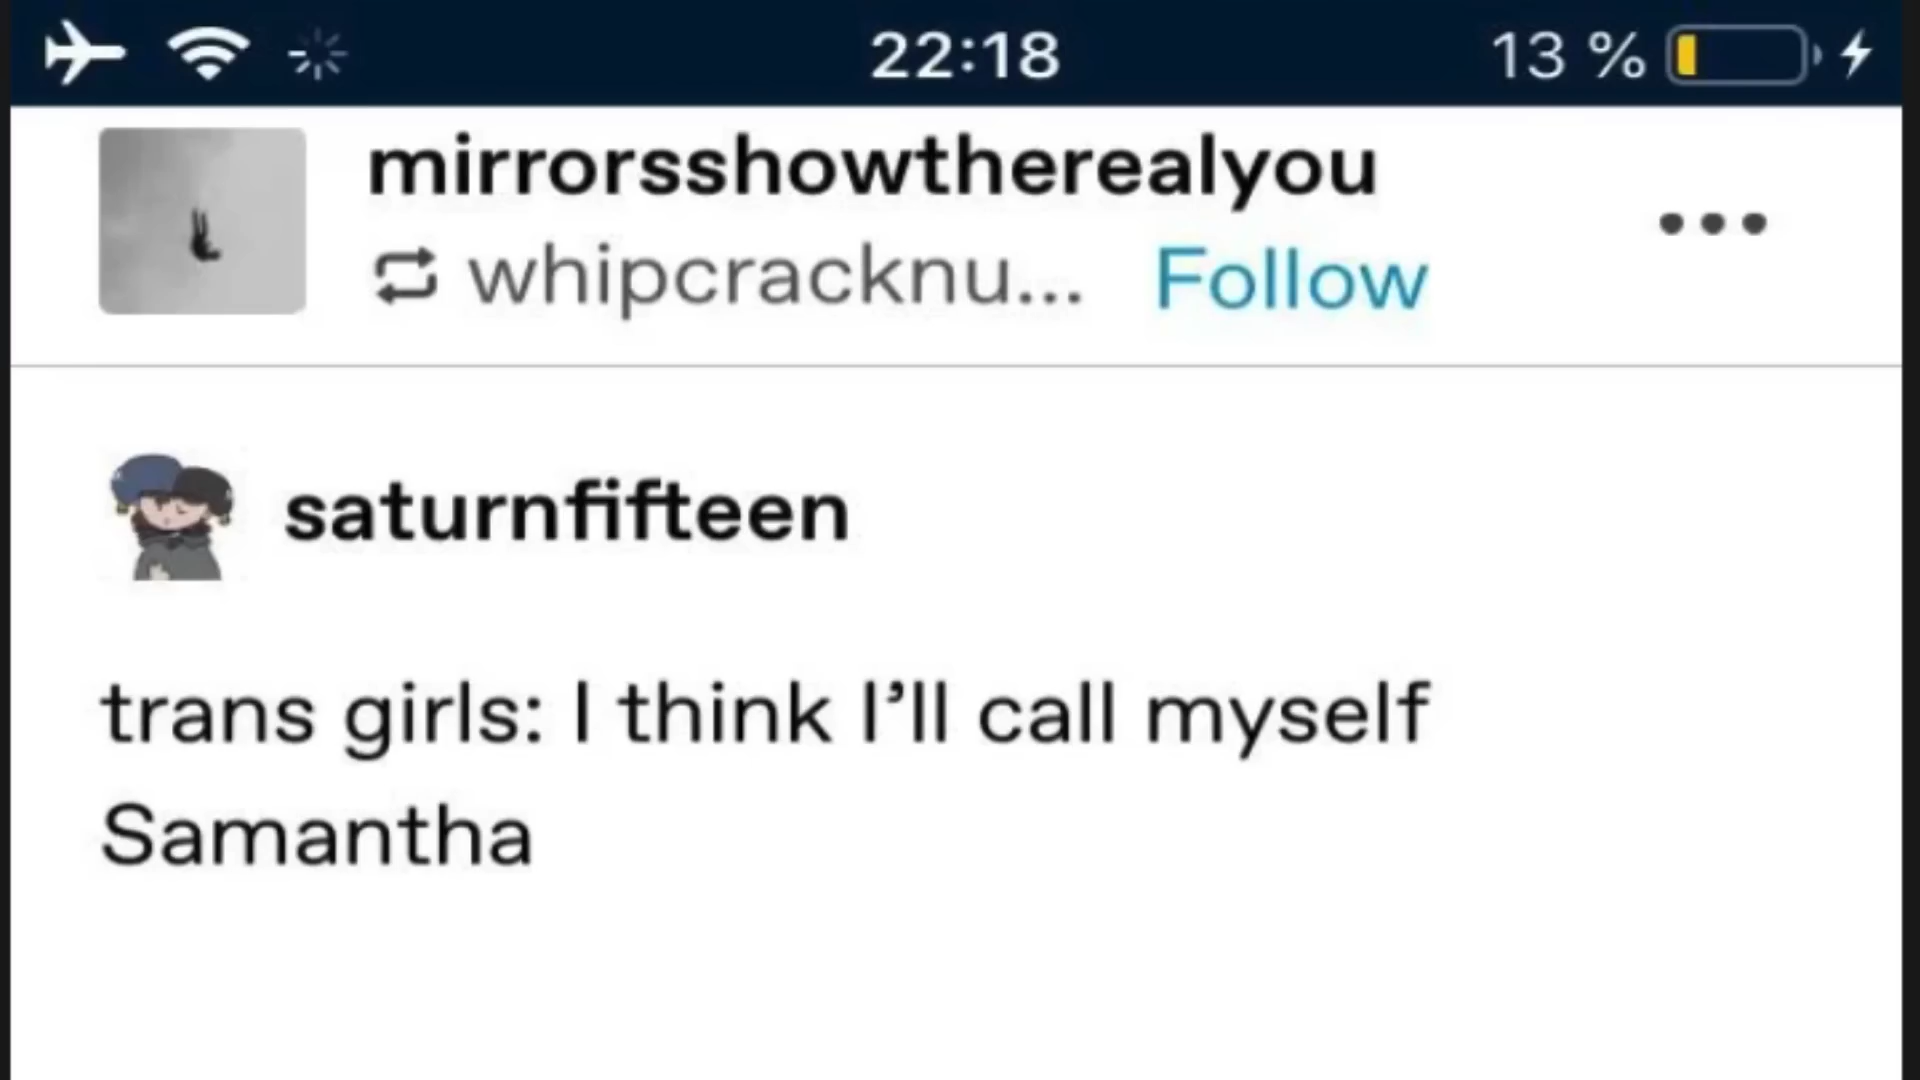 22:18
13 %
mirrorsshowtherealyou
whipcracknu... Follow
saturnfifteen
trans girls: I think I’ll call myself
Samantha